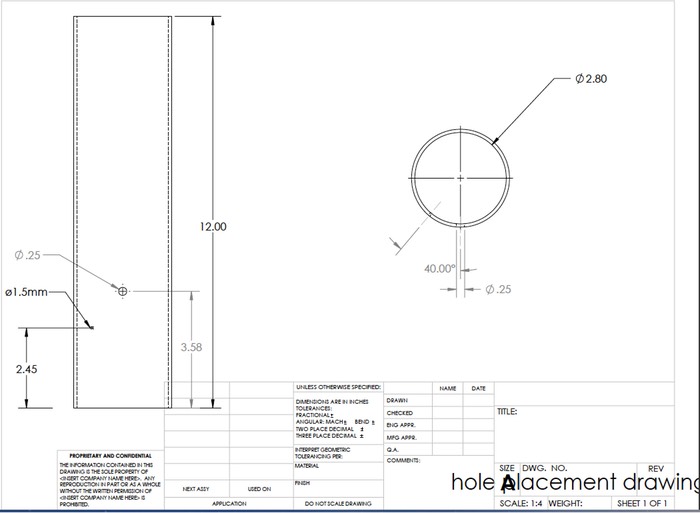 ⌀2.80
12.00
⌀.25
ø1.5mm
40.00°
⌀.25
3.58
2.45
UNLESS OTHERWISE SPECIFIED:
NAME DATE
DIMENSIONS ARE IN INCHES
TOLERANCES:
FRACTIONAL±
ANGULAR: MACH± BEND ±
TWO PLACE DECIMAL ±
THREE PLACE DECIMAL ±
DRAWN
CHECKED
ENG APPR.
MFG APPR.
TITLE:
INTERPRET GEOMETRIC
TOLERANCING PER:
Q.A.
COMMENTS:
MATERIAL
FINISH
PROPRIETARY AND CONFIDENTIAL
THE INFORMATION CONTAINED IN THIS
DRAWING IS THE SOLE PROPERTY OF
<INSERT COMPANY NAME HERE>. ANY
REPRODUCTION IN PART OR AS A WHOLE
WITHOUT THE WRITTEN PERMISSION OF
<INSERT COMPANY NAME HERE> IS
PROHIBITED.
NEXT ASSY USED ON
APPLICATION
DO NOT SCALE DRAWING
SIZE DWG. NO. REV
A
hole placement drawing
SCALE: 1:4 WEIGHT: SHEET 1 OF 1